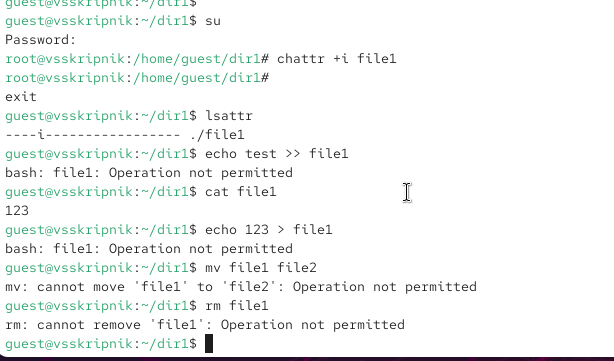 guest@vsskripnik:~/dir1$
guest@vsskripnik:~/dir1$ su
Password:
root@vsskripnik:/home/guest/dir1# chattr +i file1
root@vsskripnik:/home/guest/dir1#
exit
guest@vsskripnik:~/dir1$ lsattr
----i----------------- ./file1
guest@vsskripnik:~/dir1$ echo test >> file1
bash: file1: Operation not permitted
guest@vsskripnik:~/dir1$ cat file1
123
guest@vsskripnik:~/dir1$ echo 123 > file1
bash: file1: Operation not permitted
guest@vsskripnik:~/dir1$ mv file1 file2
mv: cannot move 'file1' to 'file2': Operation not permitted
guest@vsskripnik:~/dir1$ rm file1
rm: cannot remove 'file1': Operation not permitted
guest@vsskripnik:~/dir1$